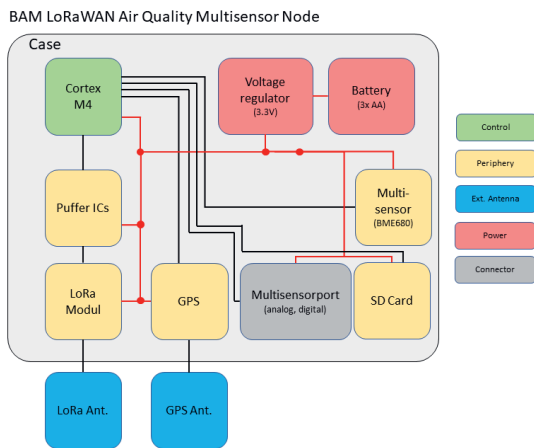 BAM LoRaWAN Air Quality Multisensor Node
Case
Cortex
M4
Voltage
regulator
(3.3V)
Battery
(3x AA)
Control
Periphery
Ext. Antenna
Power
Connector
Puffer ICs
Multi-
sensor
(BME680)
LoRa
Modul
GPS
Multisensorport
(analog, digital)
SD Card
LoRa Ant.
GPS Ant.